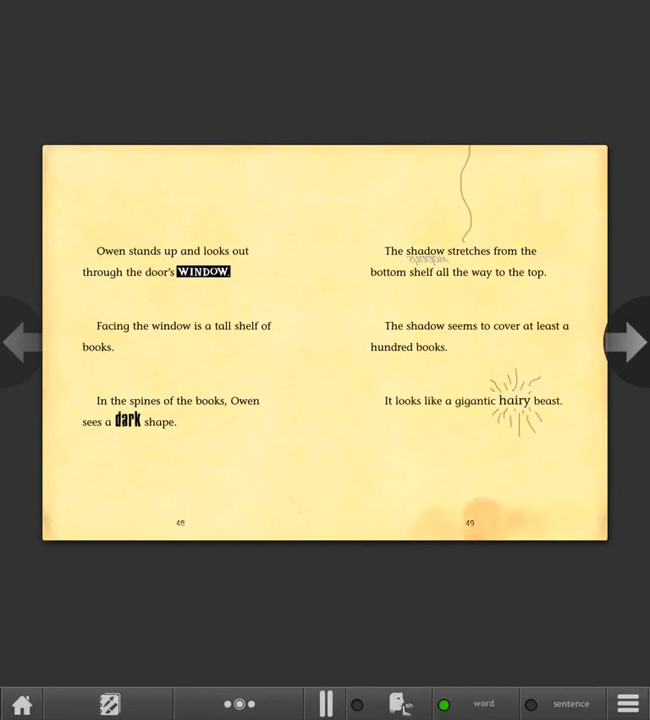 Owen stands up and looks out
through the door's WINDOW.
Facing the window is a tall shelf of
books.
In the spines of the books, Owen
sees a dark shape.
48
The shadow stretches from the
shadow
bottom shelf all the way to the top.
The shadow seems to cover at least a
hundred books.
It looks like a gigantic hairy beast.
49
sh
word
sentence